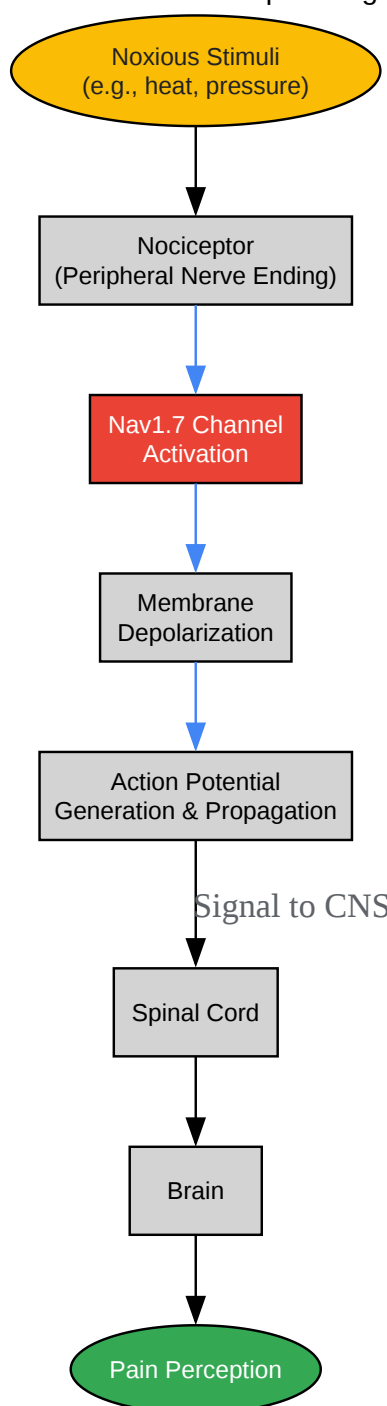 Noxious Stimuli
(e.g., heat, pressure)
Nociceptor
(Peripheral Nerve Ending)
Nav1.7 Channel
Activation
Membrane
Depolarization
Action Potential
Generation & Propagation
Signal to CNS
Spinal Cord
Brain
Pain Perception